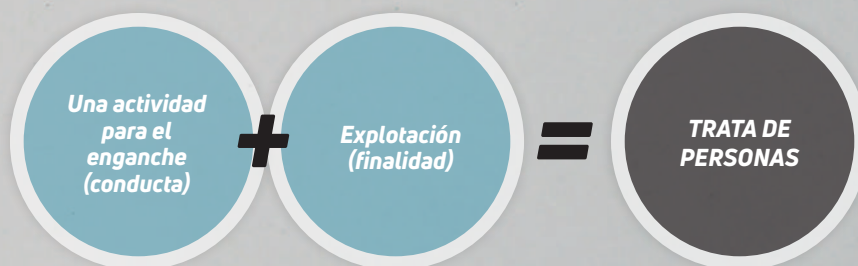 Una actividad
para el
enganche
(conducta)
+
Explotación
(finalidad)
=
TRATA DE
PERSONAS